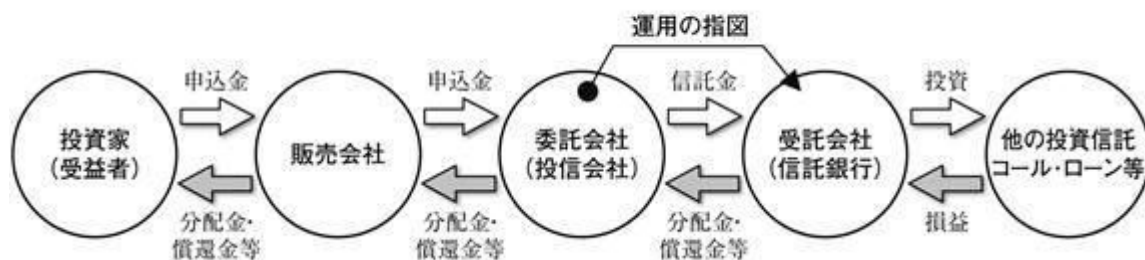 運用の指図
申込金
申込金
信託金
投資
投資家
(受益者)
販売会社
委託会社
(投信会社)
受託会社
(信託銀行)
他の投資信託
コール・ローン等
分配金・
償還金等
分配金・
償還金等
分配金・
償還金等
損益